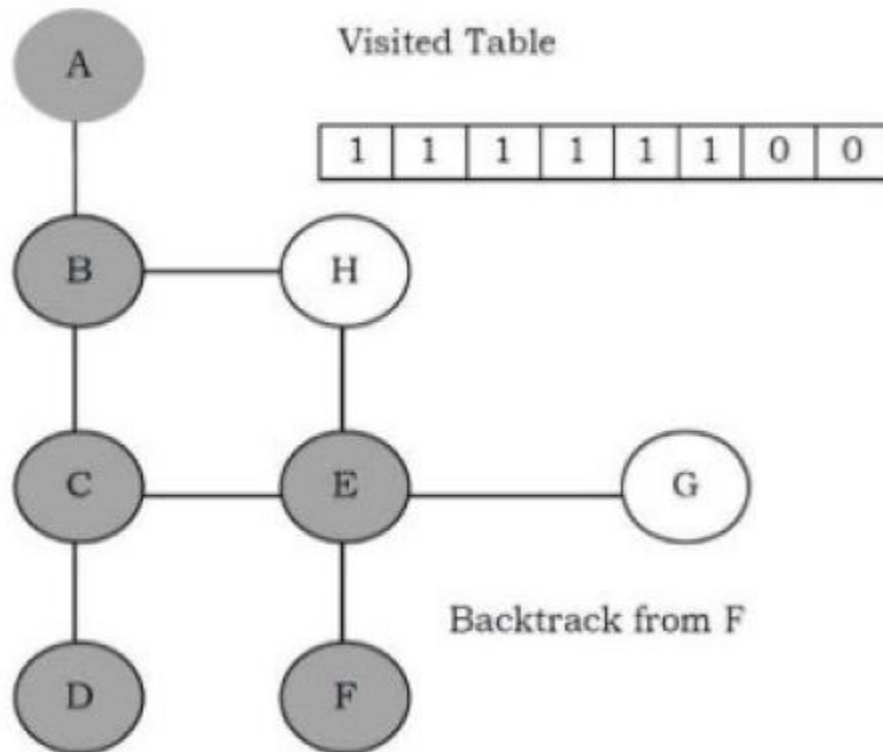 A
Visited Table
1 1 1 1 1 1 0 0
B H
C E G
Backtrack from F
D F